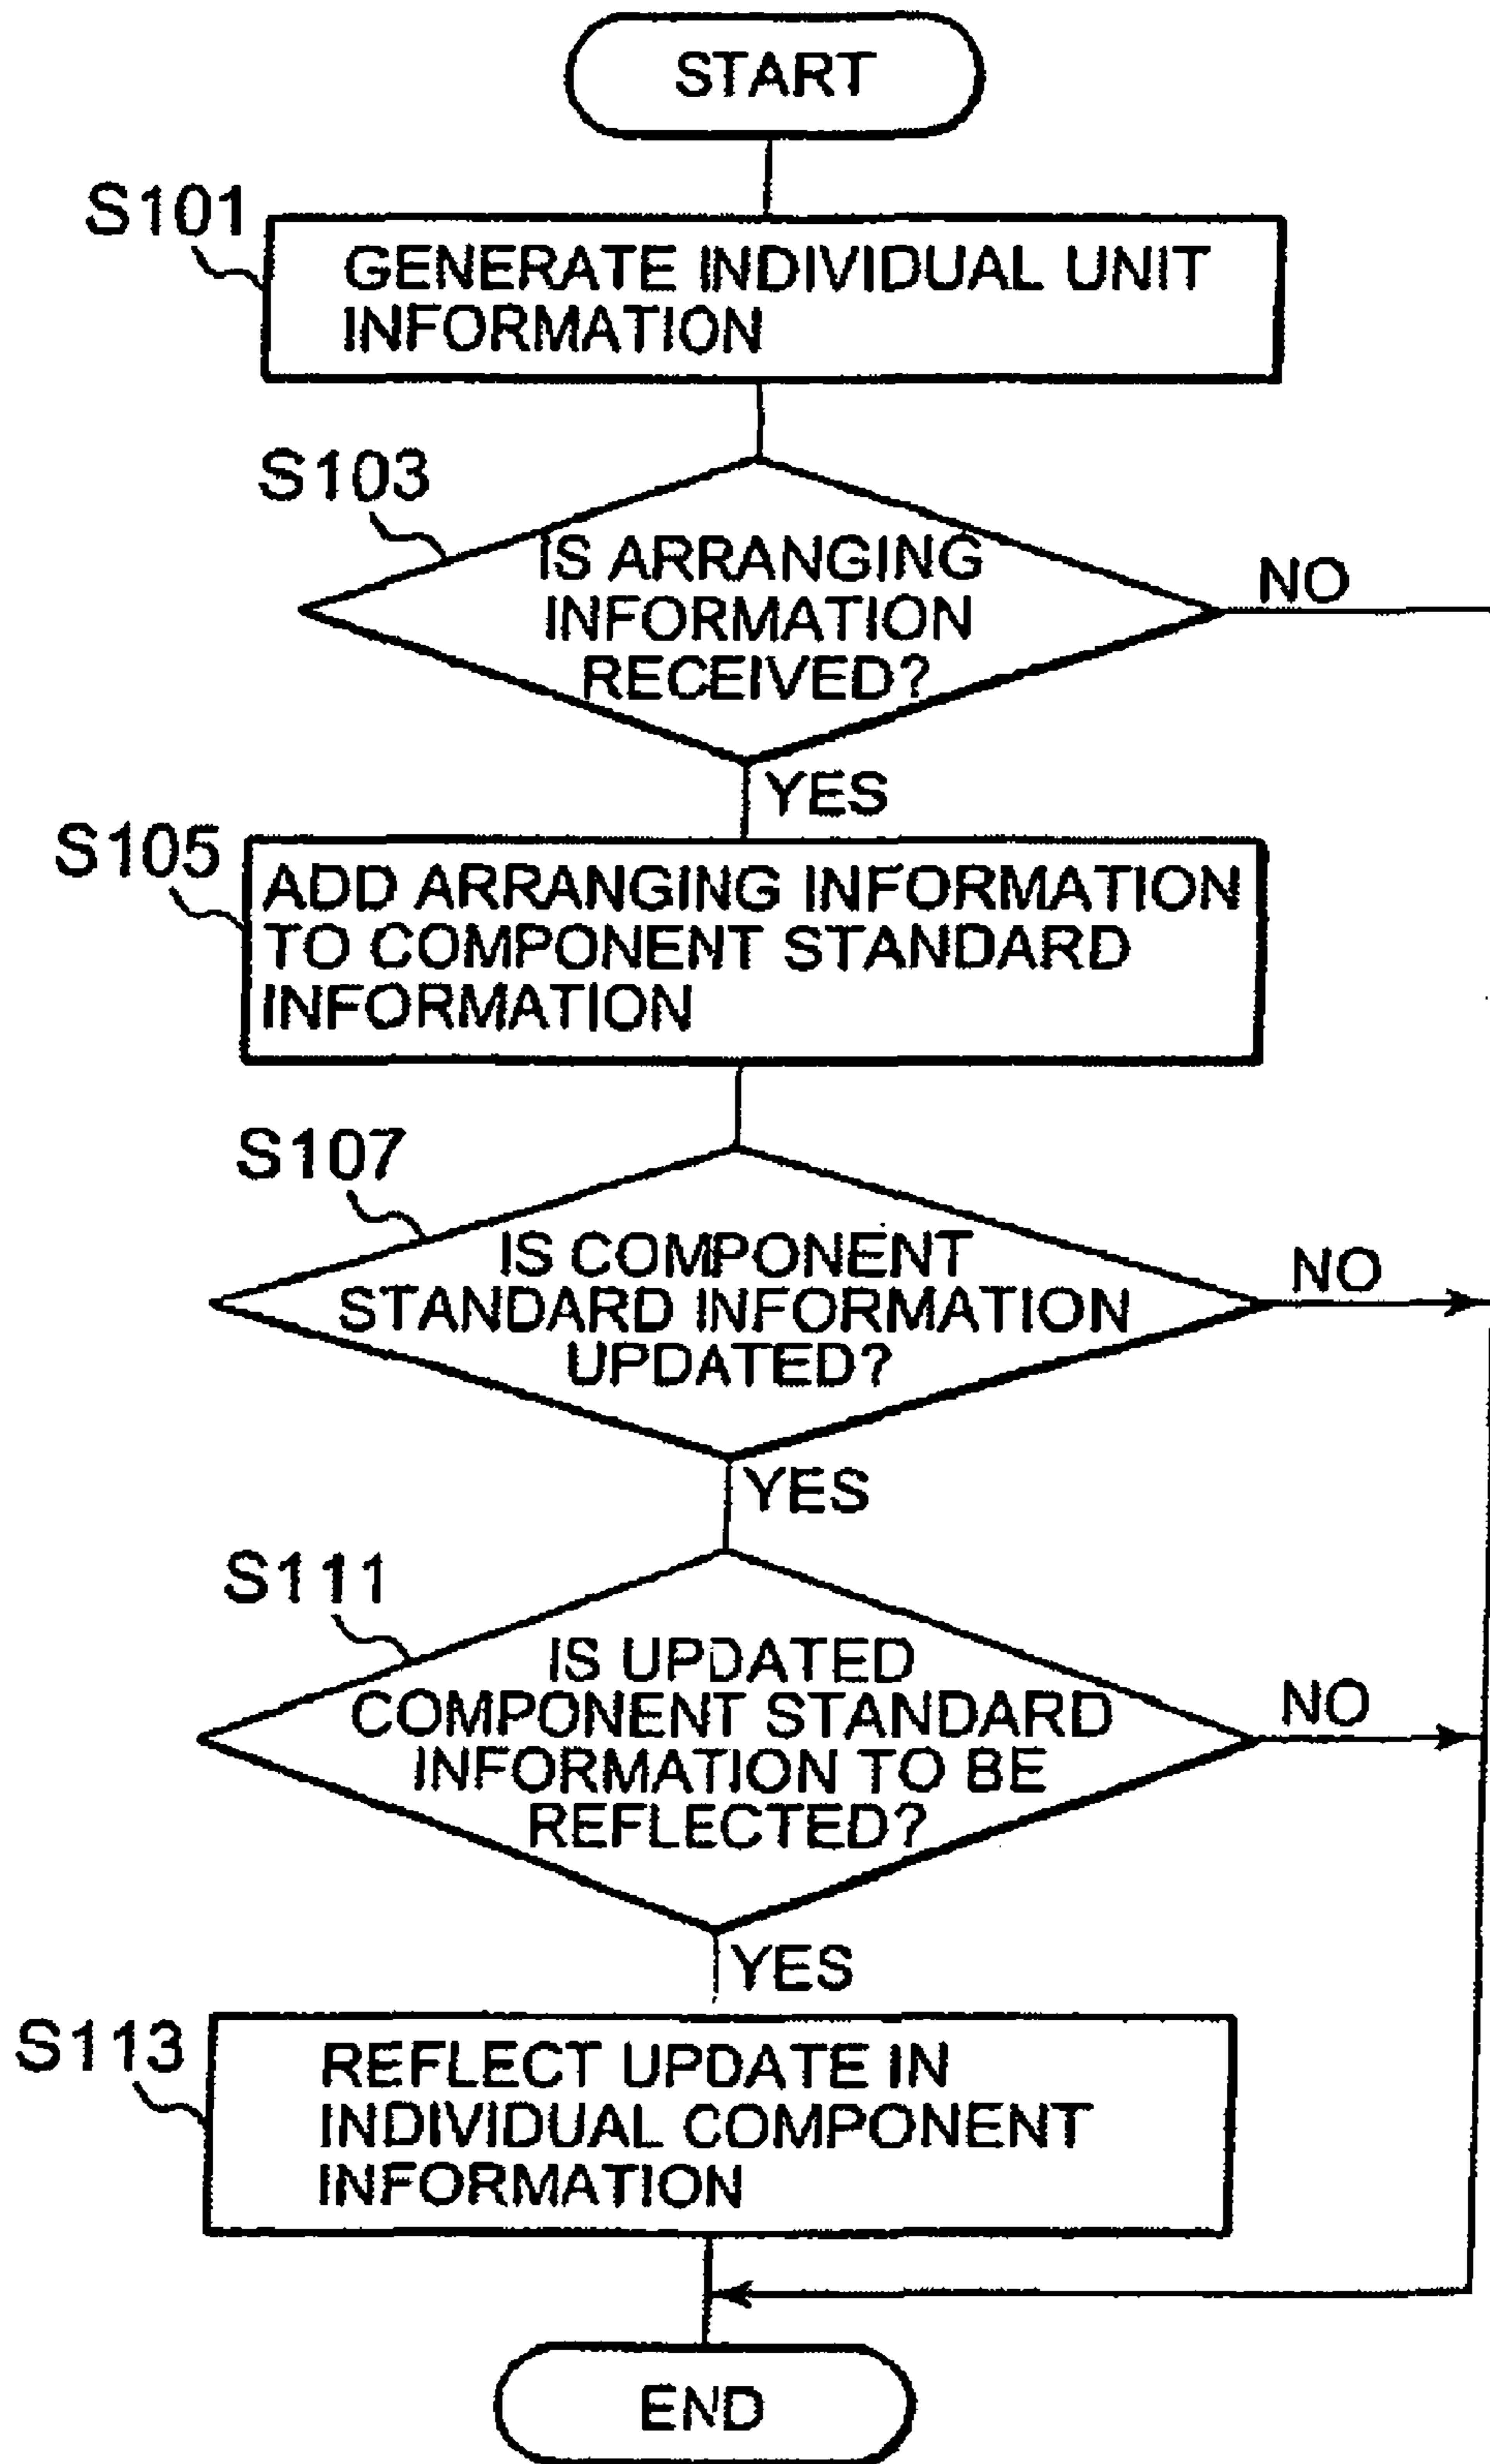 START
S101
GENERATE INDIVIDUAL UNIT
INFORMATION
S103
IS ARRANGING
INFORMATION
RECEIVED?
NO
YES
S105
ADD ARRANGING INFORMATION
TO COMPONENT STANDARD
INFORMATION
S107
IS COMPONENT
STANDARD INFORMATION
UPDATED?
NO
YES
S111
IS UPDATED
COMPONENT STANDARD
INFORMATION TO BE
REFLECTED?
NO
YES
S113
REFLECT UPDATE IN
INDIVIDUAL COMPONENT
INFORMATION
END